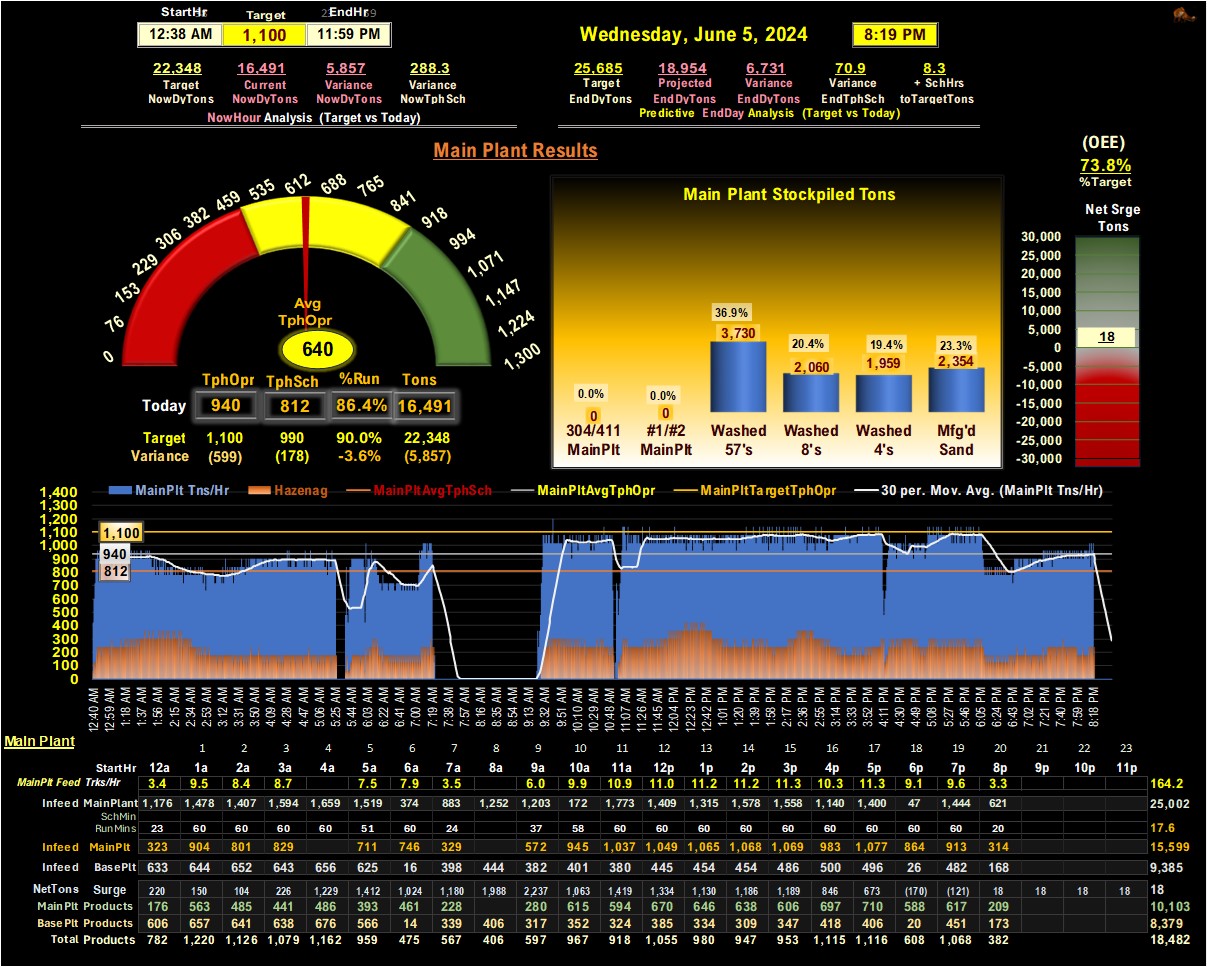 StartHr Target EndHr
12:38 AM 1,100 11:59 PM
Wednesday, June 5, 2024 8:19 PM
22,348 16,491 5,857 288.3
Target Current Variance Variance
NowDyTons NowDyTons NowDyTons NowTphSch
NowHour Analysis (Target vs Today)
25,685 18,954 6,731 70.9 8.3
Target Projected Variance Variance + SchHrs
EndDyTons EndDyTons EndDyTons EndTphSch toTargetTons
Predictive EndDay Analysis (Target vs Today)
Main Plant Results
(OEE)
73.8%
%Target
0 76 153 229 306 382 459 535 612 688 765 841 918 994 1,071 1,147 1,224 1,300
Avg
TphOpr
640
TphOpr TphSch %Run Tons
Today 940 812 86.4% 16,491
Target 1,100 990 90.0% 22,348
Variance (599) (178) -3.6% (5,857)
Main Plant Stockpiled Tons
0.0% 0.0% 36.9% 20.4% 19.4% 23.3%
0 0 3,730 2,060 1,959 2,354
304/411 #1/#2 Washed Washed Washed Mfg'd
MainPlt MainPlt 57's 8's 4's Sand
Net Srge
Tons
30,000
25,000
20,000
15,000
10,000
5,000
18
0
-5,000
-10,000
-15,000
-20,000
-25,000
-30,000
MainPlt Tns/Hr Hazenag MainPltAvgTphSch MainPltAvgTphOpr MainPltTargetTphOpr 30 per. Mov. Avg. (MainPlt Tns/Hr)
1,400
1,300
1,200
1,100
1,000
900
800
700
600
500
400
300
200
100
0
1,100
940
812
12:40 AM 12:59 AM 1:18 AM 1:37 AM 1:56 AM 2:15 AM 2:34 AM 2:53 AM 3:12 AM 3:31 AM 3:50 AM 4:09 AM 4:28 AM 4:47 AM 5:06 AM 5:25 AM 5:44 AM 6:03 AM 6:22 AM 6:41 AM 7:00 AM 7:19 AM 7:38 AM 7:57 AM 8:16 AM 8:35 AM 8:54 AM 9:13 AM 9:32 AM 9:51 AM 10:10 AM 10:29 AM 10:48 AM 11:07 AM 11:26 AM 11:45 AM 12:04 PM 12:23 PM 12:42 PM 1:01 PM 1:20 PM 1:39 PM 1:58 PM 2:17 PM 2:36 PM 2:55 PM 3:14 PM 3:33 PM 3:52 PM 4:11 PM 4:30 PM 4:49 PM 5:08 PM 5:27 PM 5:46 PM 6:05 PM 6:24 PM 6:43 PM 7:02 PM 7:21 PM 7:40 PM 7:59 PM 8:18 PM
Main Plant
1 2 3 4 5 6 7 8 9 10 11 12 13 14 15 16 17 18 19 20 21 22 23
StartHr 12a 1a 2a 3a 4a 5a 6a 7a 8a 9a 10a 11a 12p 1p 2p 3p 4p 5p 6p 7p 8p 9p 10p 11p
MainPlt Feed Trks/Hr 3.4 9.5 8.4 8.7 7.5 7.9 3.5 6.0 9.9 10.9 11.0 11.2 11.2 11.3 10.3 11.3 9.1 9.6 3.3 164.2
Infeed MainPlant 1,176 1,478 1,407 1,594 1,659 1,519 374 883 1,252 1,203 172 1,773 1,409 1,315 1,578 1,558 1,140 1,400 47 1,444 621 25,002
SchMin
RunMins 23 60 60 60 60 51 60 24 37 58 60 60 60 60 60 60 60 60 60 20 17.6
Infeed MainPlt 323 904 801 829 711 746 329 572 945 1,037 1,049 1,065 1,068 1,069 983 1,077 864 913 314 15,599
Infeed BasePlt 633 644 652 643 656 625 16 398 444 382 401 380 445 454 454 486 500 496 26 482 168 9,385
NetTons Surge 220 150 104 226 1,229 1,412 1,024 1,180 1,988 2,237 1,063 1,419 1,334 1,130 1,186 1,189 846 673 (170) (121) 18 18 18 18 18
MainPlt Products 176 563 485 441 486 393 461 228 280 615 594 670 646 638 606 697 710 588 617 209 10,103
BasePlt Products 606 657 641 638 676 566 14 339 406 317 352 324 385 334 309 347 418 406 20 451 173 8,379
Total Products 782 1,220 1,126 1,079 1,162 959 475 567 406 597 967 918 1,055 980 947 953 1,115 1,116 608 1,068 382 18,482